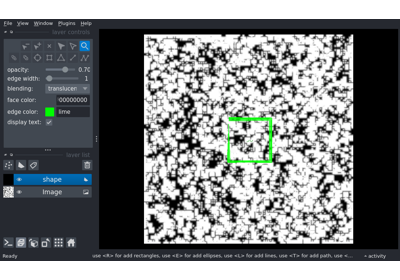 File View Window Plugins Help
layer controls
opacity: 0.70
edge width: 1
blending: translucen
face color: 00000000
edge color: lime
display text:
layer list
shape
Image
Ready
use <R> for add rectangles, use <E> for add ellipses, use <L> for add lines, use <T> for add path, use <...
activity